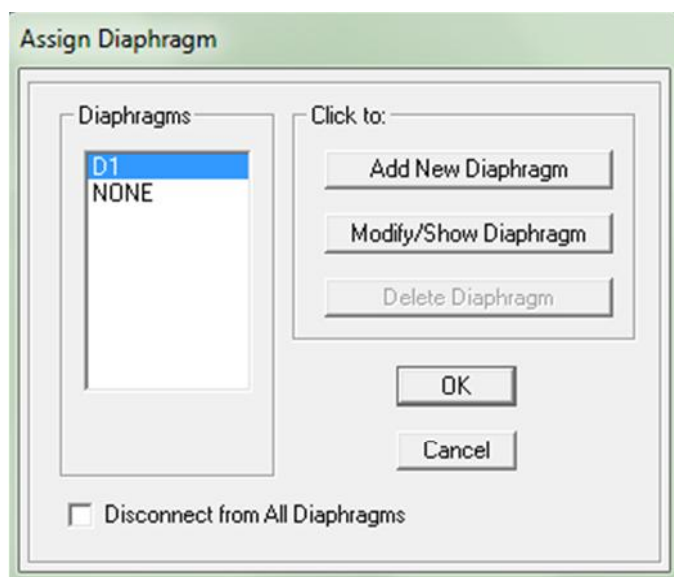 Assign Diaphragm
Diaphragms
D1
NONE
Click to:
Add New Diaphragm
Modify/Show Diaphragm
Delete Diaphragm
OK
Cancel
Disconnect from All Diaphragms